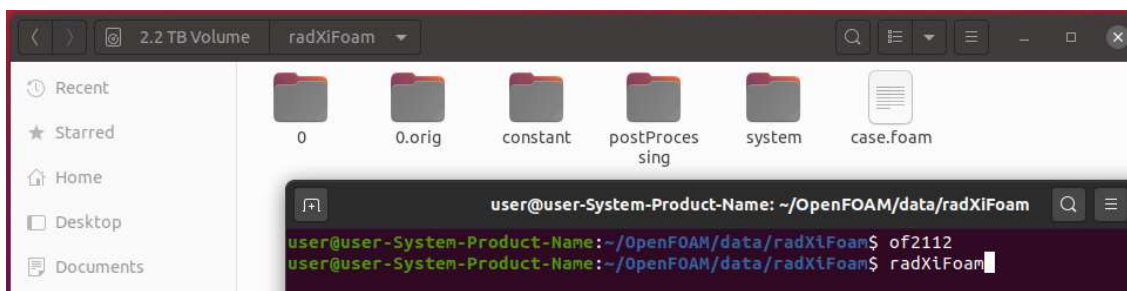 2.2 TB Volume radXiFoam
Recent
Starred
Home
Desktop
Documents
0 0.orig constant postProces system case.foam
sing
user@user-System-Product-Name: ~/OpenFOAM/data/radXiFoam
user@user-System-Product-Name:~/OpenFOAM/data/radXiFoam$ of2112
user@user-System-Product-Name:~/OpenFOAM/data/radXiFoam$ radXiFoam